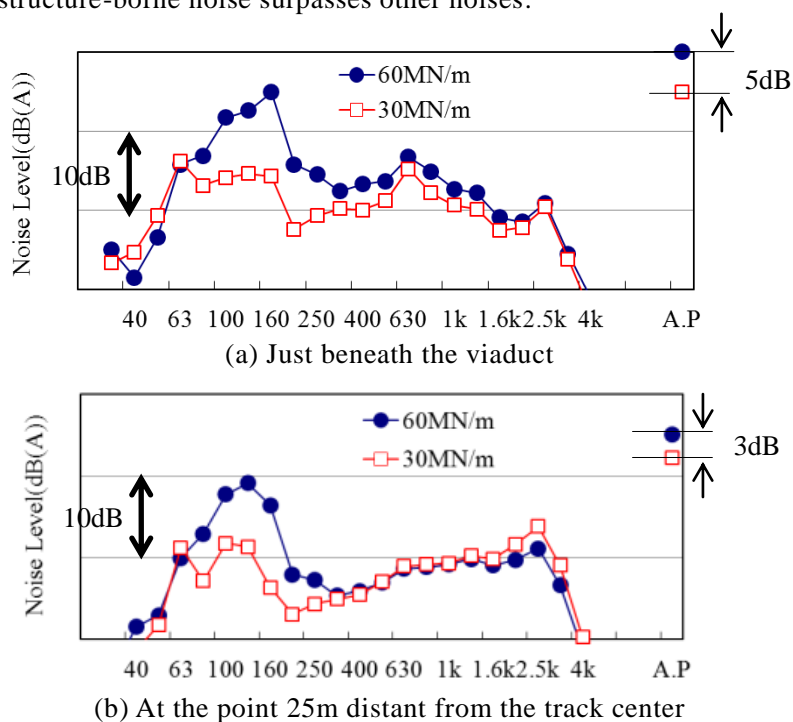 structure-borne noise surpasses other noises.
60MN/m
30MN/m
5dB
10dB
Noise Level(dB(A))
40 63 100 160 250 400 630 1k 1.6k 2.5k 4k A.P
(a) Just beneath the viaduct
60MN/m
30MN/m
3dB
10dB
Noise Level(dB(A))
40 63 100 160 250 400 630 1k 1.6k 2.5k 4k A.P
(b) At the point 25m distant from the track center